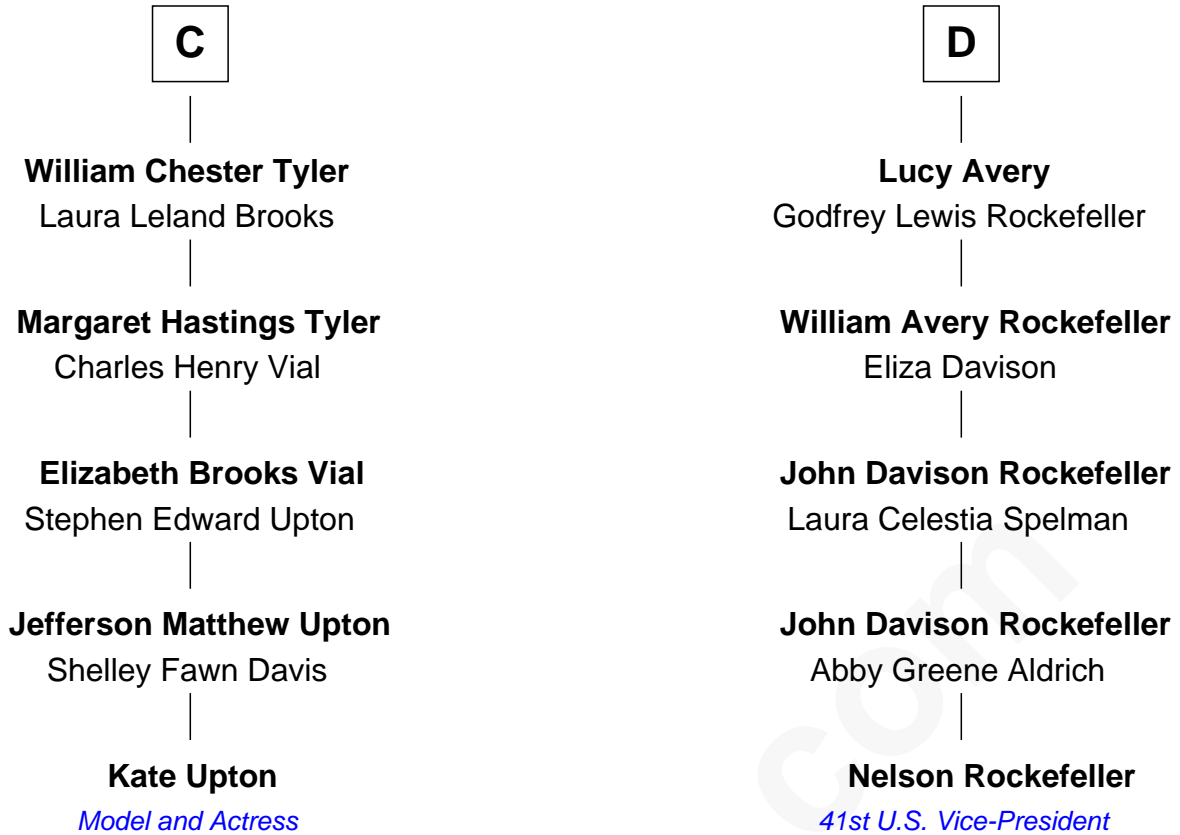 C
William Chester Tyler
Laura Leland Brooks
Margaret Hastings Tyler
Charles Henry Vial
Elizabeth Brooks Vial
Stephen Edward Upton
Jefferson Matthew Upton
Shelley Fawn Davis
Kate Upton
Model and Actress
D
Lucy Avery
Godfrey Lewis Rockefeller
William Avery Rockefeller
Eliza Davison
John Davison Rockefeller
Laura Celestia Spelman
John Davison Rockefeller
Abby Greene Aldrich
Nelson Rockefeller
41st U.S. Vice-President
com